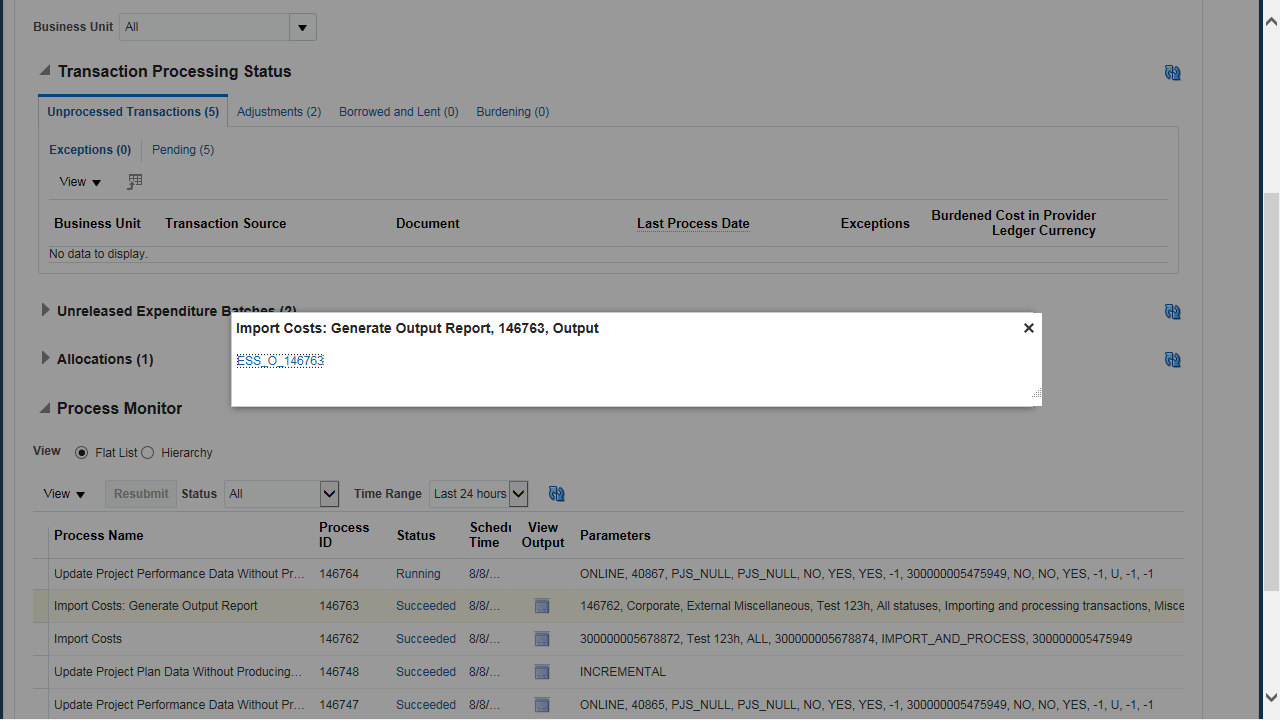 Business Unit All
Transaction Processing Status
Unprocessed Transactions (5) Adjustments (2) Borrowed and Lent (0) Burdening (0)
Exceptions (0) Pending (5)
View
Business Unit Transaction Source Document Last Process Date Exceptions Burdened Cost in Provider Ledger Currency
No data to display.
Unreleased Expenditure Batches (2)
Import Costs: Generate Output Report, 146763, Output
ESS_O_146763
Allocations (1)
Process Monitor
View Flat List Hierarchy
View Resubmit Status All Time Range Last 24 hours
Process Name Process ID Status Schedu Time View Output Parameters
Update Project Performance Data Without Pr... 146764 Running 8/8/... ONLINE, 40867, PJS_NULL, PJS_NULL, NO, YES, YES, -1, 300000005475949, NO, NO, YES, -1, U, -1, -1
Import Costs: Generate Output Report 146763 Succeeded 8/8/... 146762, Corporate, External Miscellaneous, Test 123h, All statuses, Importing and processing transactions, Misce
Import Costs 146762 Succeeded 8/8/... 300000005678872, Test 123h, ALL, 300000005678874, IMPORT_AND_PROCESS, 300000005475949
Update Project Plan Data Without Producing... 146748 Succeeded 8/8/... INCREMENTAL
Update Project Performance Data Without Pr... 146747 Succeeded 8/8/... ONLINE, 40865, PJS_NULL, PJS_NULL, NO, YES, YES, -1, 300000005475949, NO, NO, YES, -1, U, -1, -1